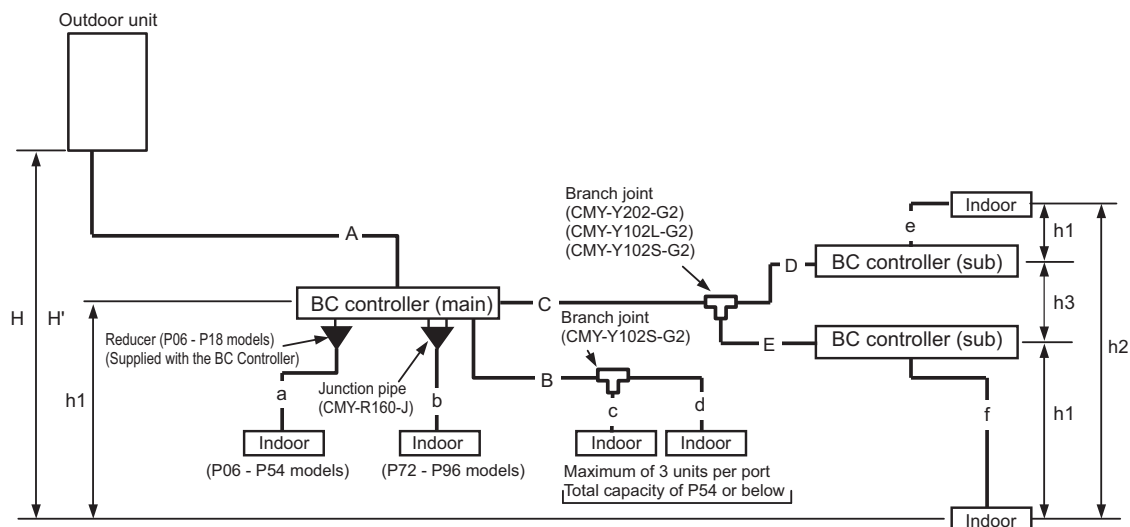 Outdoor unit
Branch joint
(CMY-Y202-G2)
(CMY-Y102L-G2)
(CMY-Y102S-G2)
Indoor
e
h1
A
D
BC controller (sub)
BC controller (main)
C
h3
H
H'
Reducer (P06 - P18 models)
(Supplied with the BC Controller)
Branch joint
(CMY-Y102S-G2)
E
BC controller (sub)
h2
h1
a
Junction pipe
(CMY-R160-J)
b
B
c
d
f
h1
Indoor
Indoor
Indoor
Indoor
(P06 - P54 models)
(P72 - P96 models)
Maximum of 3 units per port
Total capacity of P54 or below
Indoor